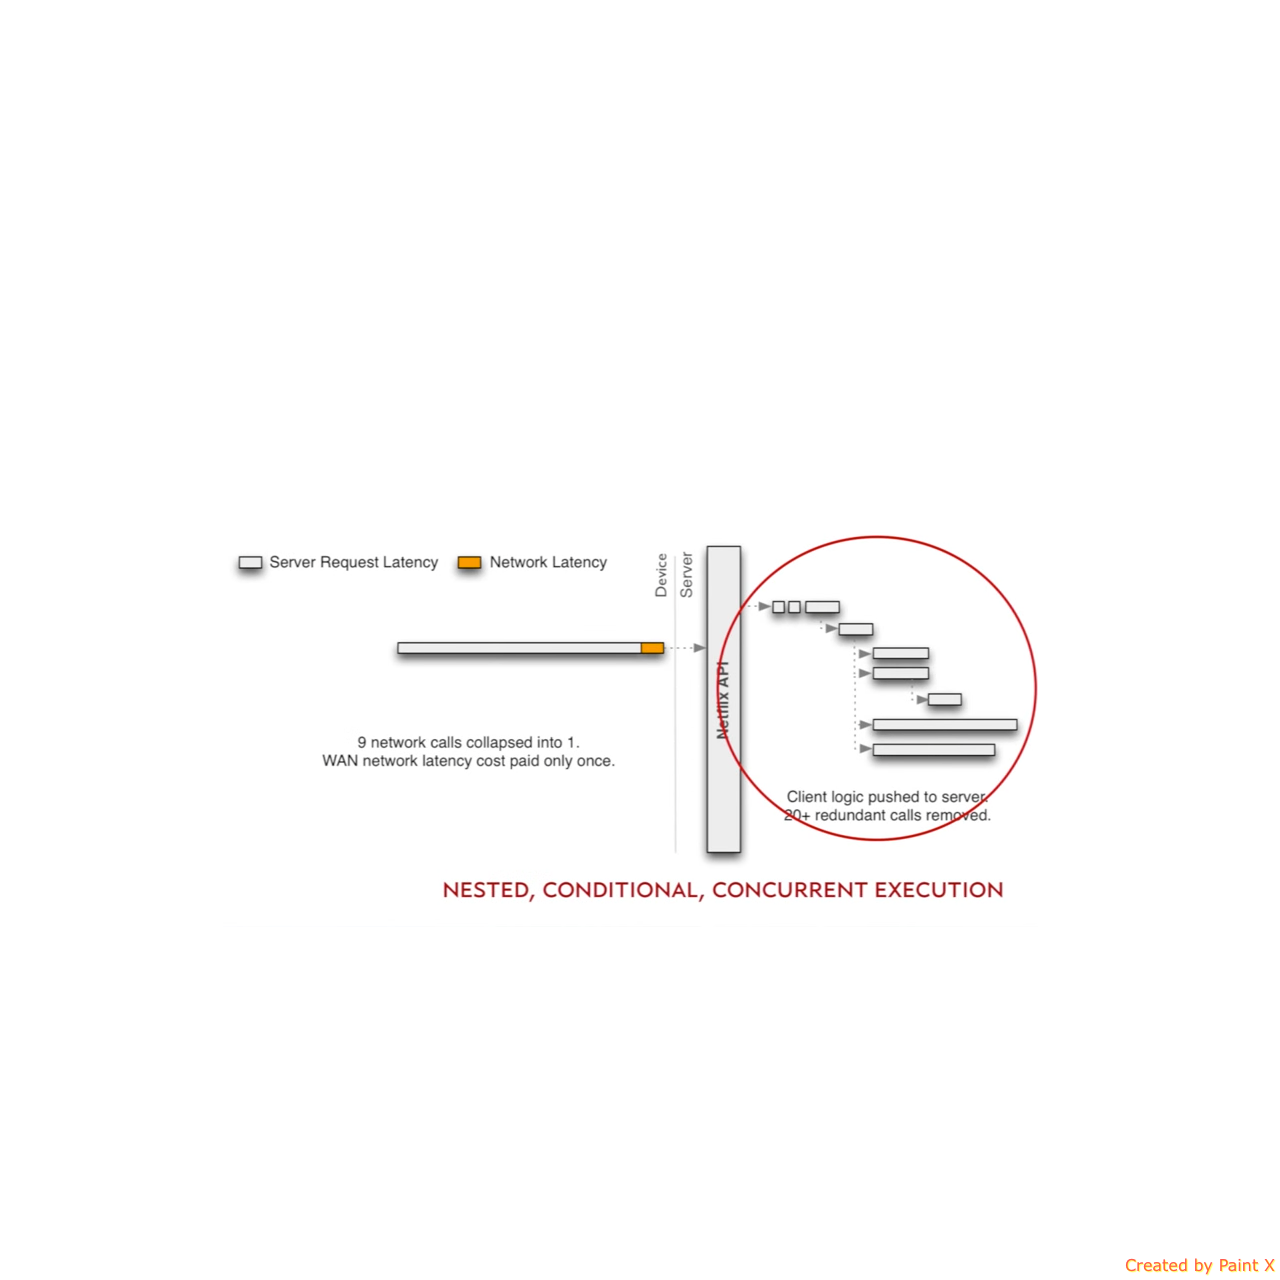 Server Request Latency
Network Latency
Device
Server
Netflix API
9 network calls collapsed into 1.
WAN network latency cost paid only once.
Client logic pushed to server.
20+ redundant calls removed.
NESTED, CONDITIONAL, CONCURRENT EXECUTION
Created by Paint X